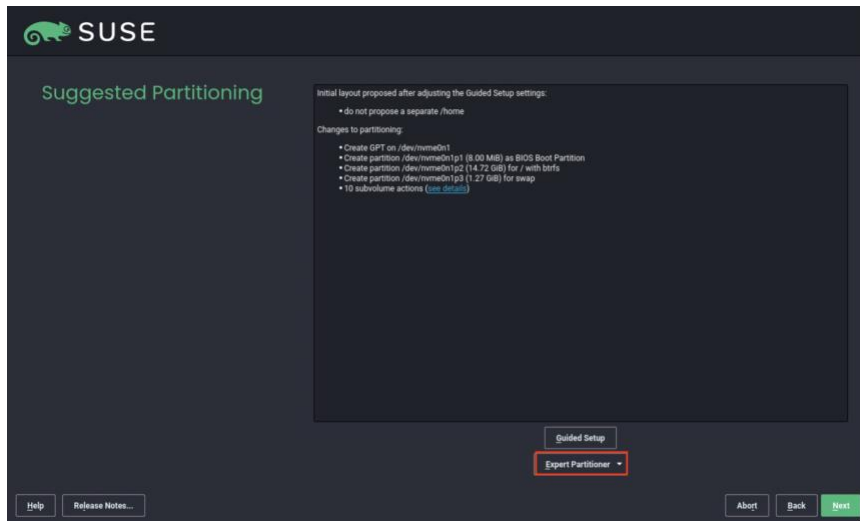 SUSE
Suggested Partitioning
Initial layout proposed after adjusting the Guided Setup settings:
• do not propose a separate /home
Changes to partitioning:
• Create GPT on /dev/nvme0n1
• Create partition /dev/nvme0n1p1 (8.00 MiB) as BIOS Boot Partition
• Create partition /dev/nvme0n1p2 (14.72 GiB) for / with btrfs
• Create partition /dev/nvme0n1p3 (1.27 GiB) for swap
• 10 subvolume actions (see details)
Guided Setup
Expert Partitioner
Help
Release Notes...
Abort
Back
Next